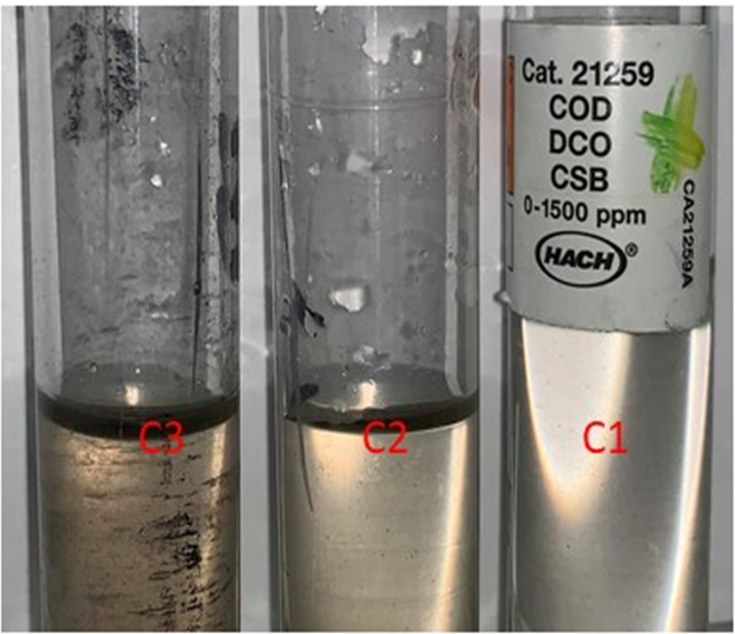 Cat. 21259
COD
DCO
CSB
0-1500 ppm
HACH®
CA21259A
C3
C2
C1